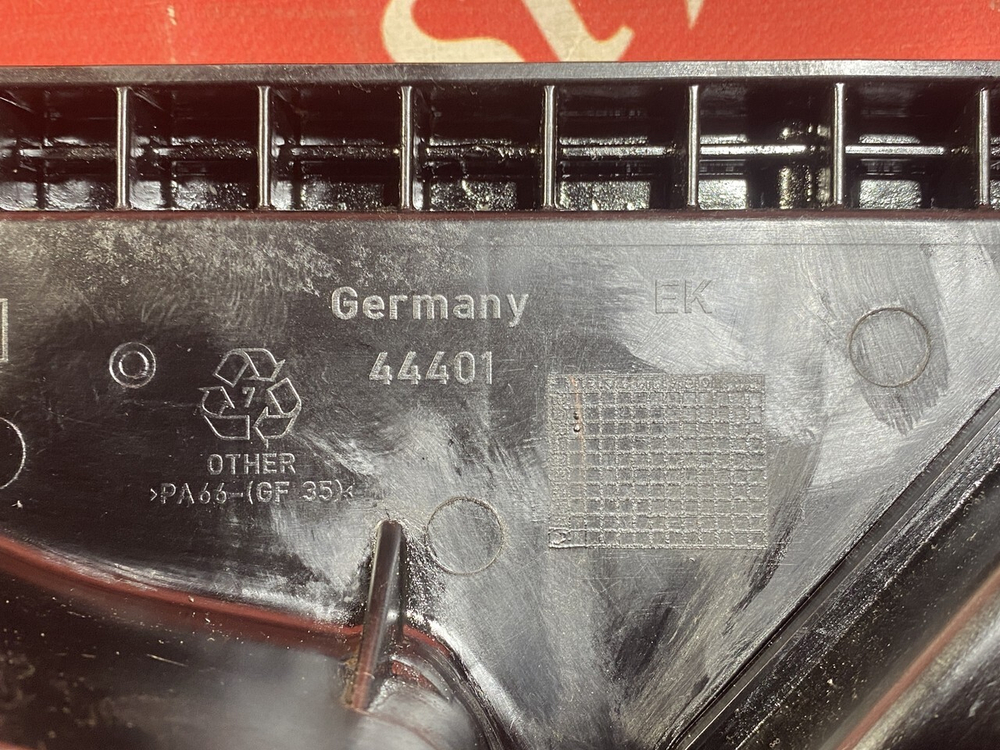 Germany
EK
44401
7
OTHER
>PA66-(GF 35)<